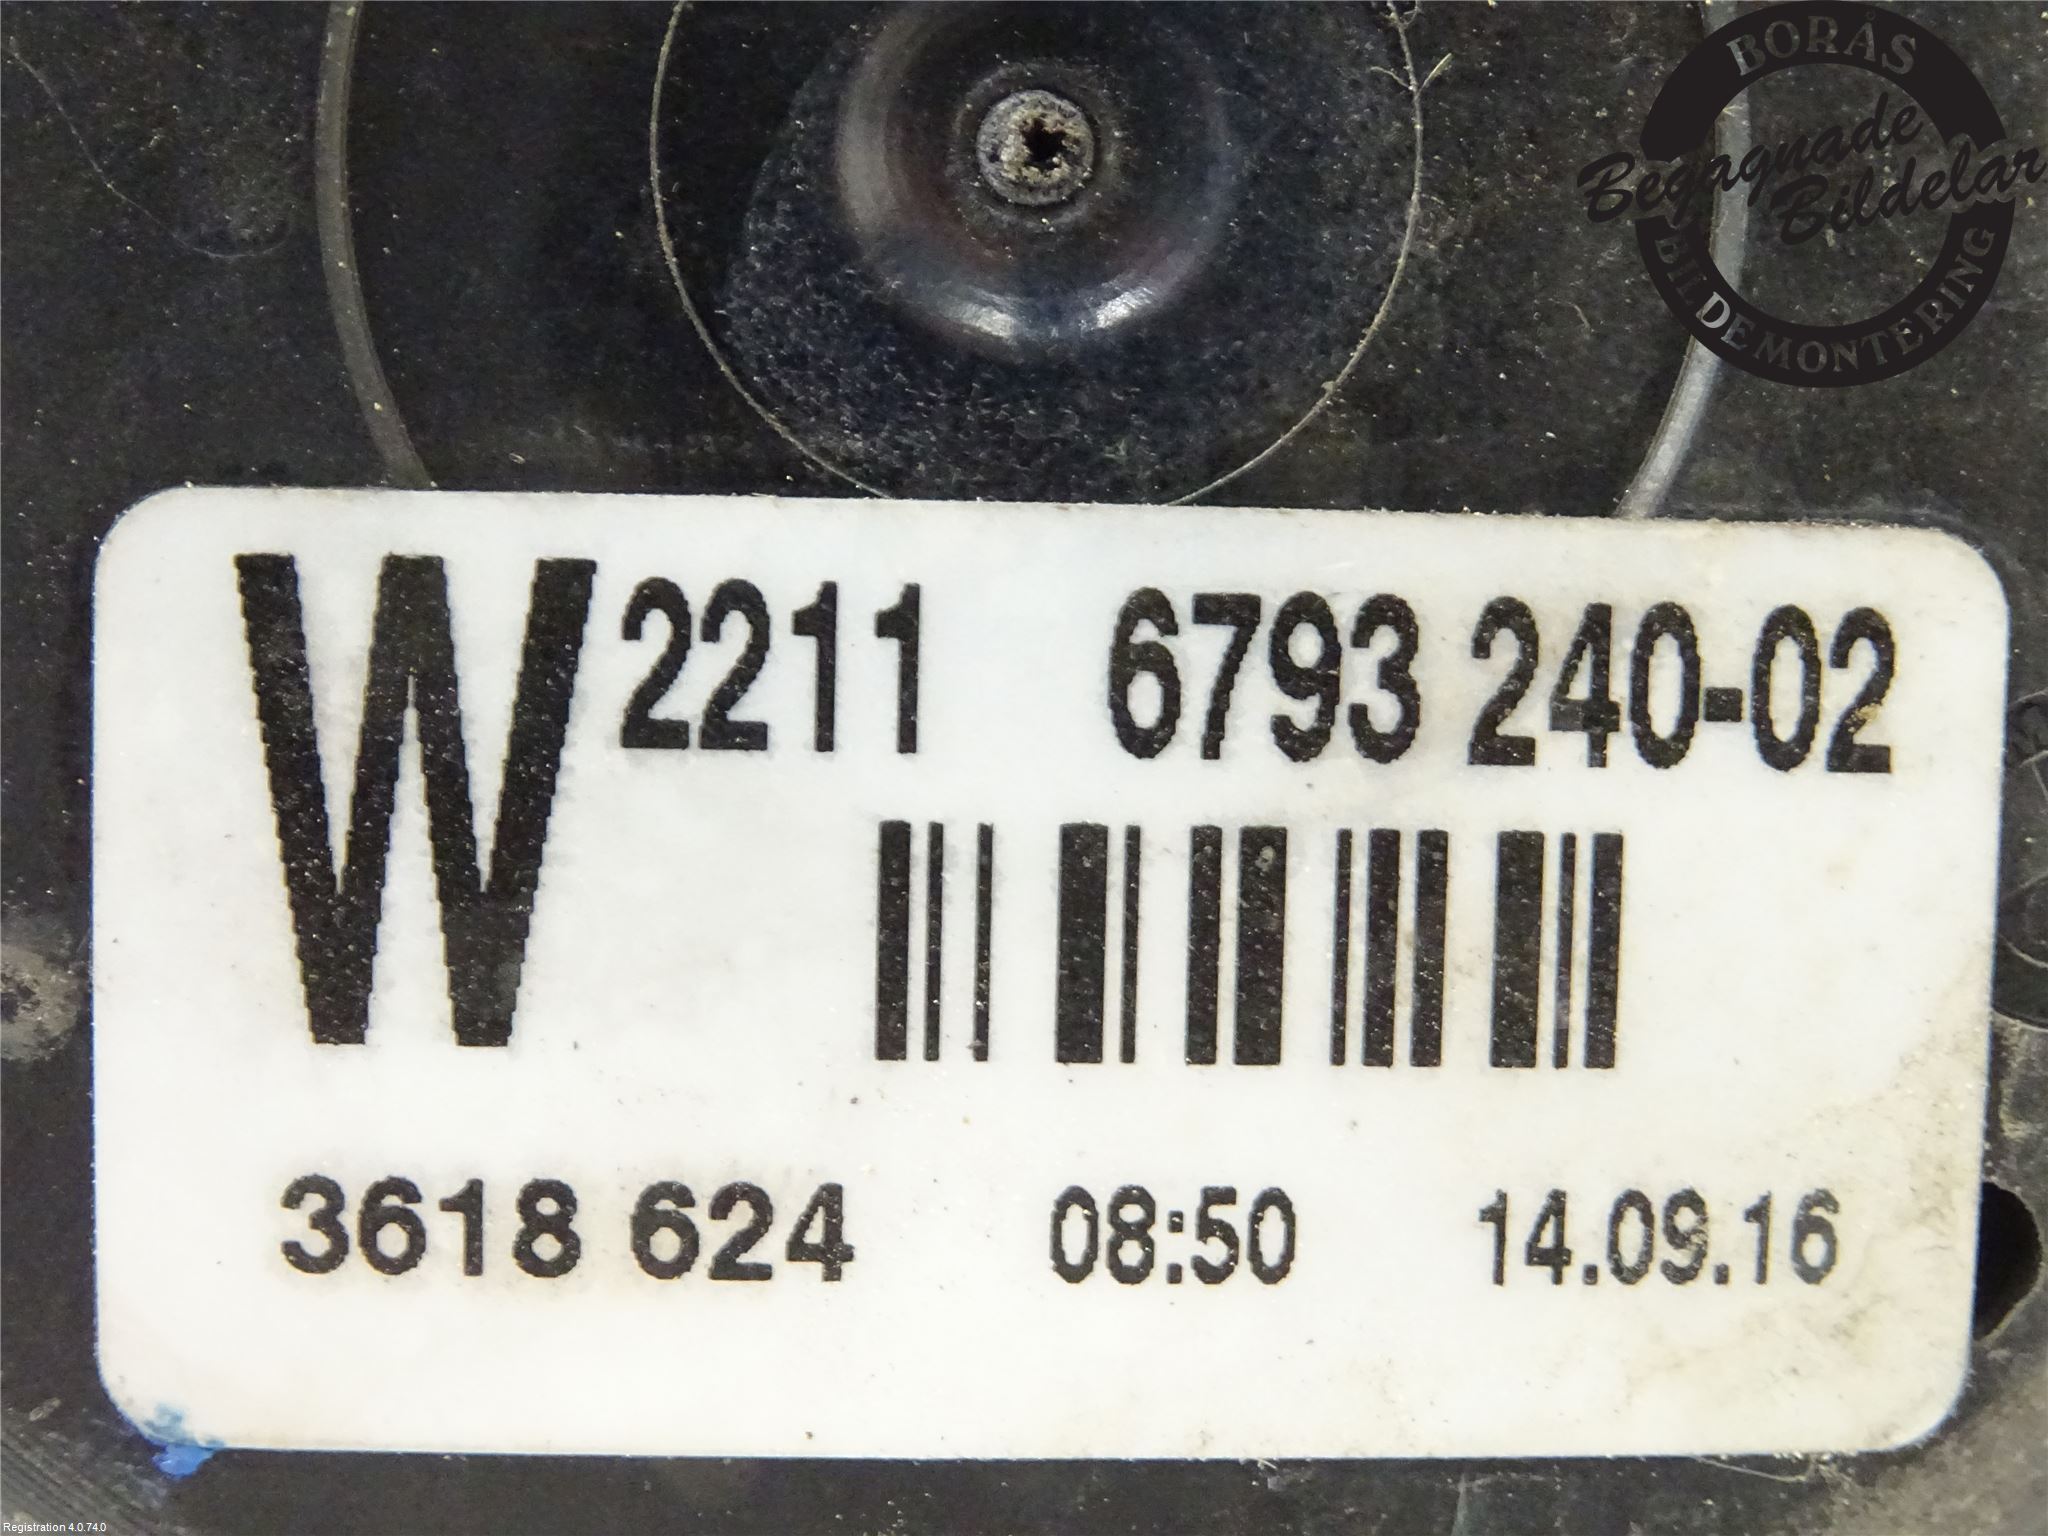 BORÅS
Begagnade
Bildelar
BILDEMONTERING
W 2211 6793 240-02
3618 624 08:50 14.09.16
Registration 4.0.74.0